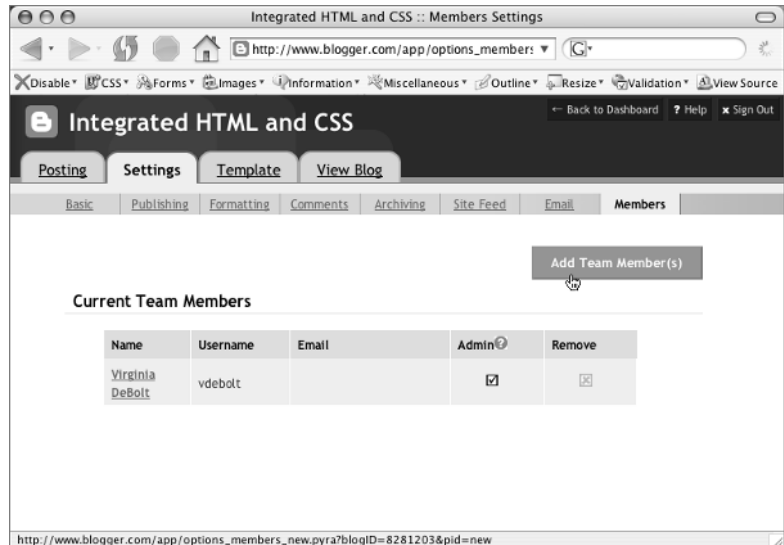 Integrated HTML and CSS :: Members Settings
http://www.blogger.com/app/options_members
G
Disable CSS Forms Images Information Miscellaneous Outline Resize Validation View Source
← Back to Dashboard ? Help x Sign Out
Integrated HTML and CSS
Posting Settings Template View Blog
Basic Publishing Formatting Comments Archiving Site Feed Email Members
Add Team Member(s)
Current Team Members
Name Username Email Admin? Remove
Virginia
DeBolt vdebolt
http://www.blogger.com/app/options_members_new.pyra?blogID=8281203&pid=new